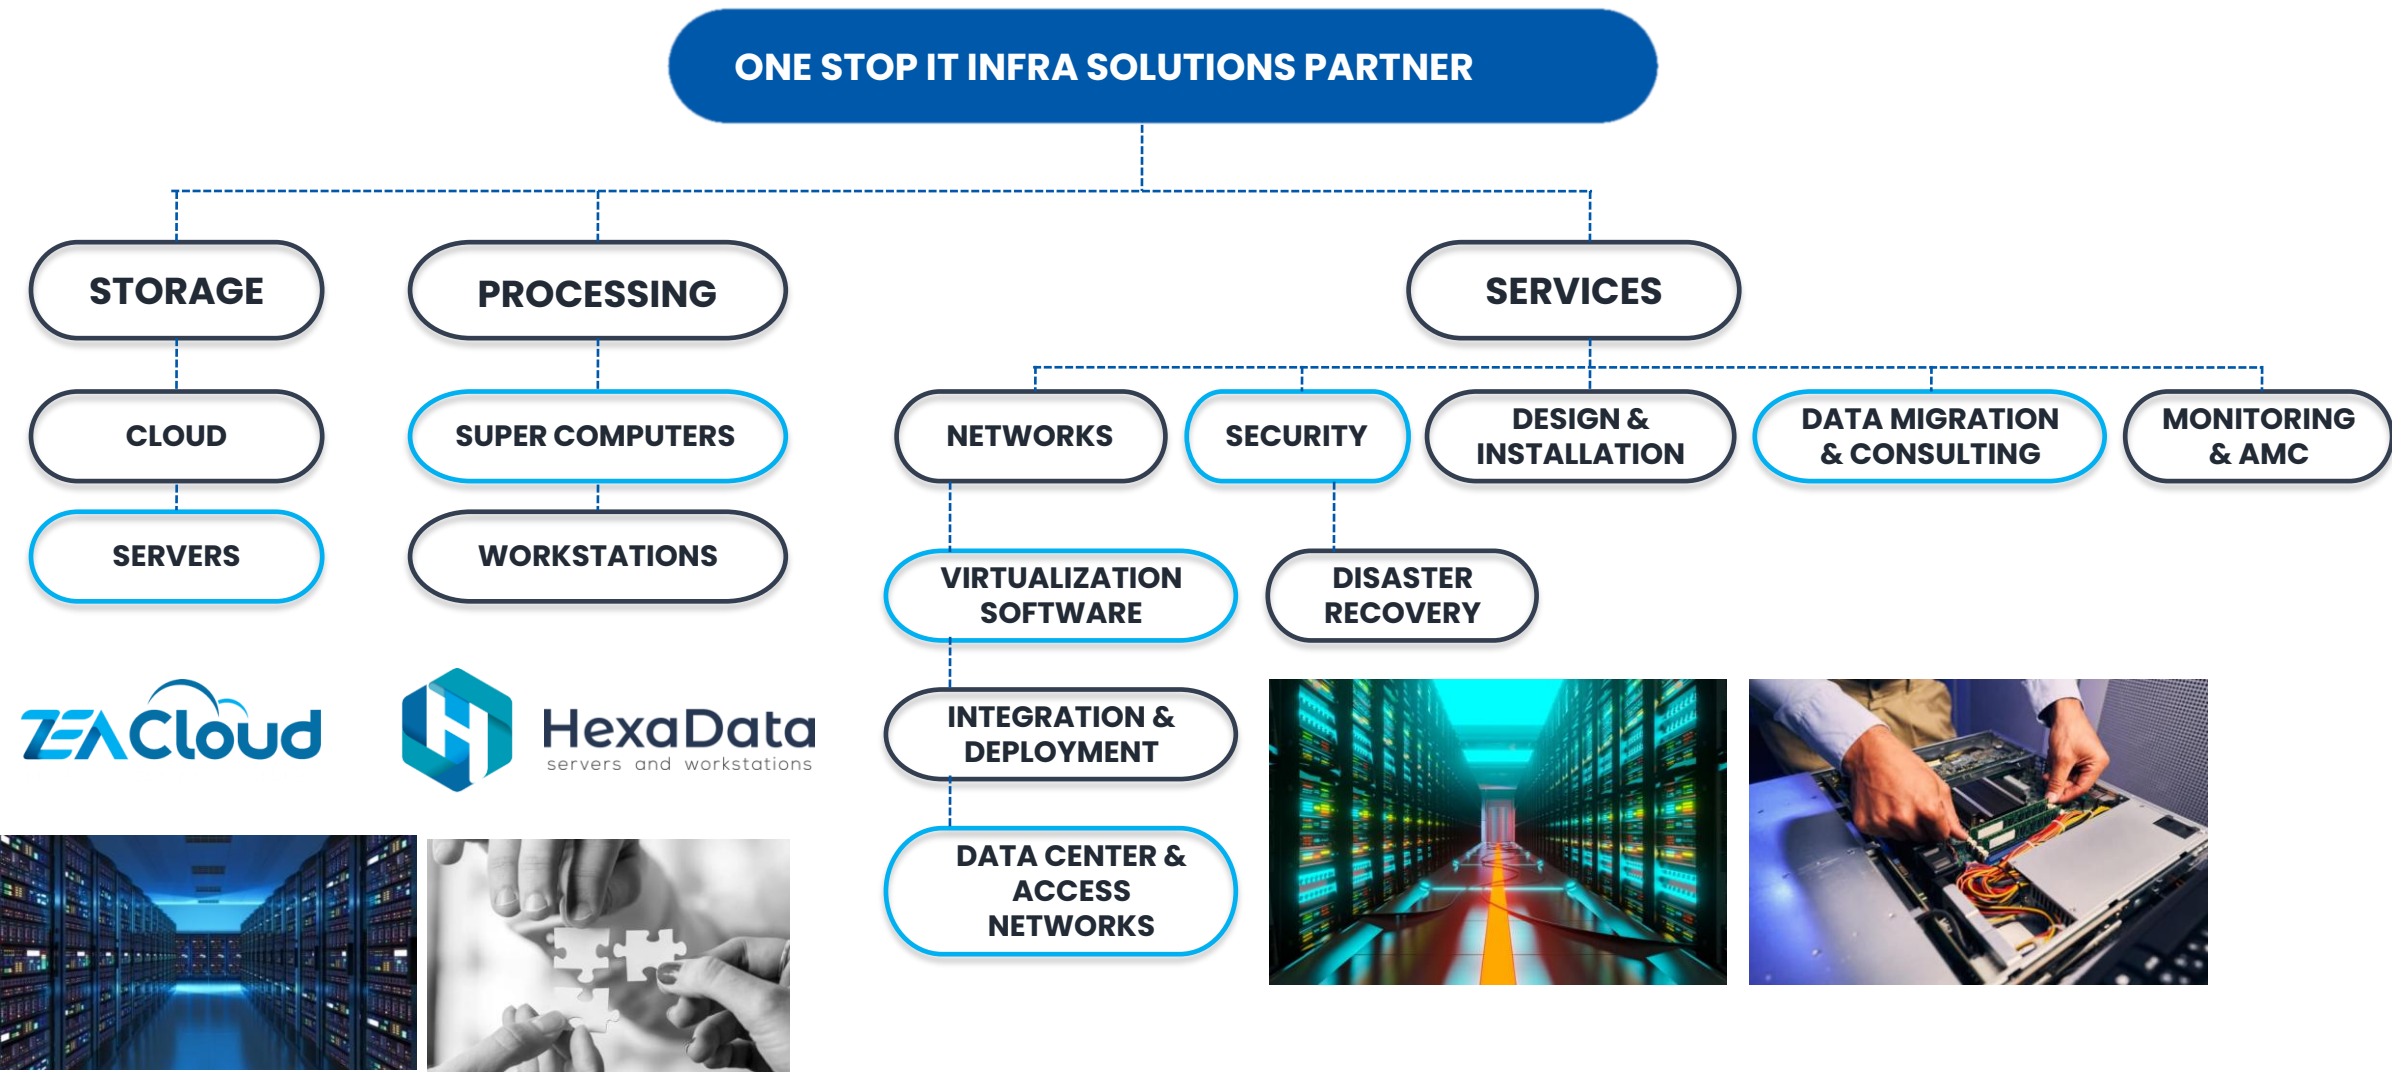 ONE STOP IT INFRA SOLUTIONS PARTNER
STORAGE
PROCESSING
SERVICES
CLOUD
SUPER COMPUTERS
NETWORKS
SECURITY
DESIGN &
INSTALLATION
DATA MIGRATION
& CONSULTING
MONITORING
& AMC
SERVERS
WORKSTATIONS
VIRTUALIZATION
SOFTWARE
DISASTER
RECOVERY
INTEGRATION &
DEPLOYMENT
DATA CENTER &
ACCESS
NETWORKS
ZEACloud
HexaData
servers and workstations